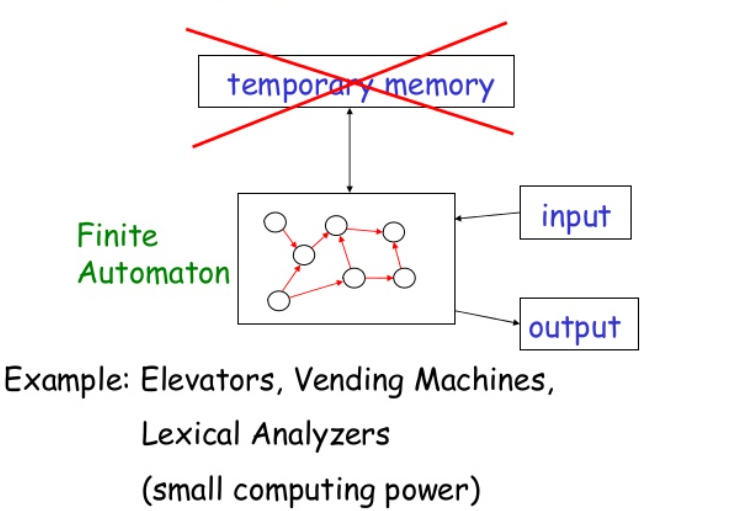 temporary memory
input
Finite
Automaton
output
Example: Elevators, Vending Machines,
Lexical Analyzers
(small computing power)